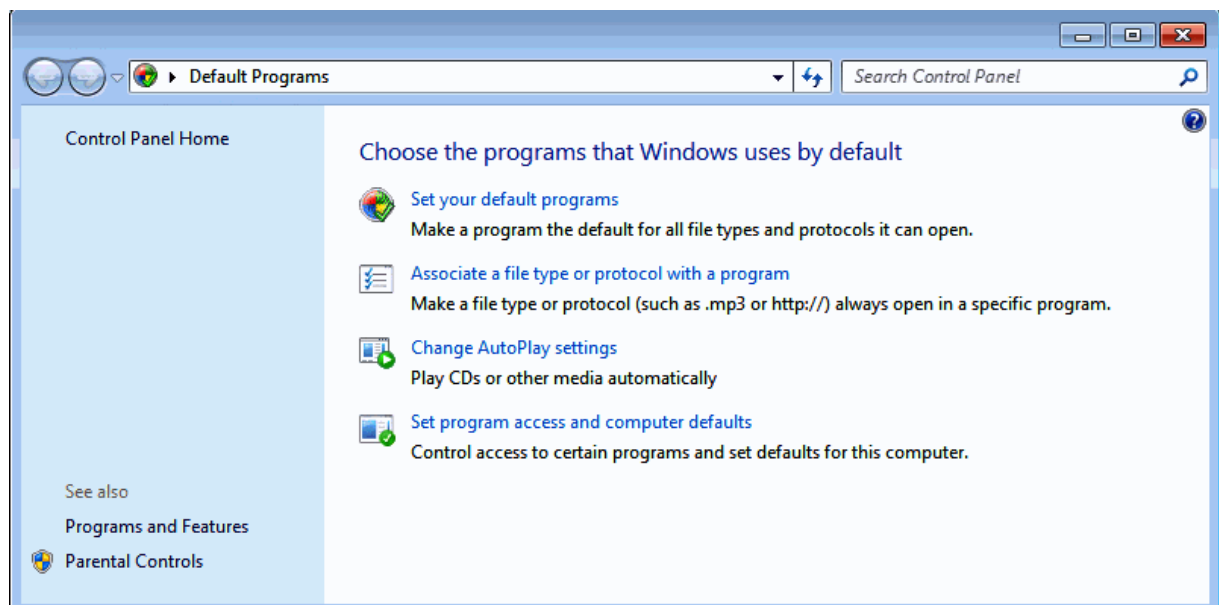 Default Programs
Search Control Panel
Control Panel Home
Choose the programs that Windows uses by default
Set your default programs
Make a program the default for all file types and protocols it can open.
Associate a file type or protocol with a program
Make a file type or protocol (such as .mp3 or http://) always open in a specific program.
Change AutoPlay settings
Play CDs or other media automatically
Set program access and computer defaults
Control access to certain programs and set defaults for this computer.
See also
Programs and Features
Parental Controls